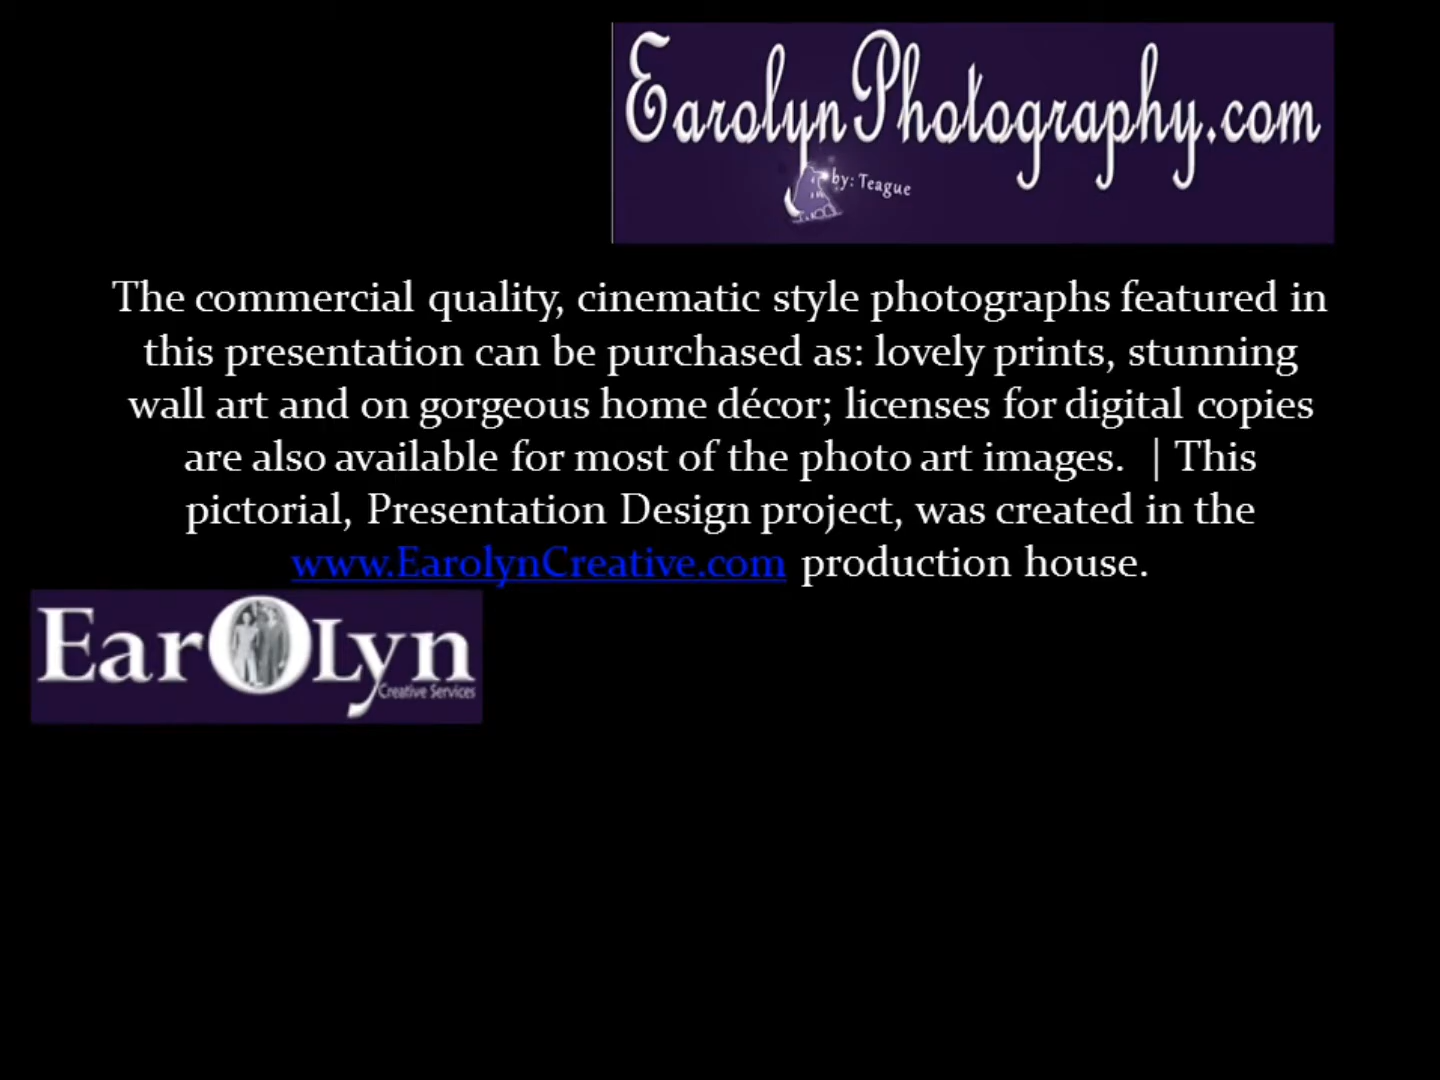 EarolynPhotography.com
by: Teague
The commercial quality, cinematic style photographs featured in
this presentation can be purchased as: lovely prints, stunning
wall art and on gorgeous home décor; licenses for digital copies
are also available for most of the photo art images.  | This
pictorial, Presentation Design project, was created in the
www.EarolynCreative.com production house.
EarOLyn
Creative Services